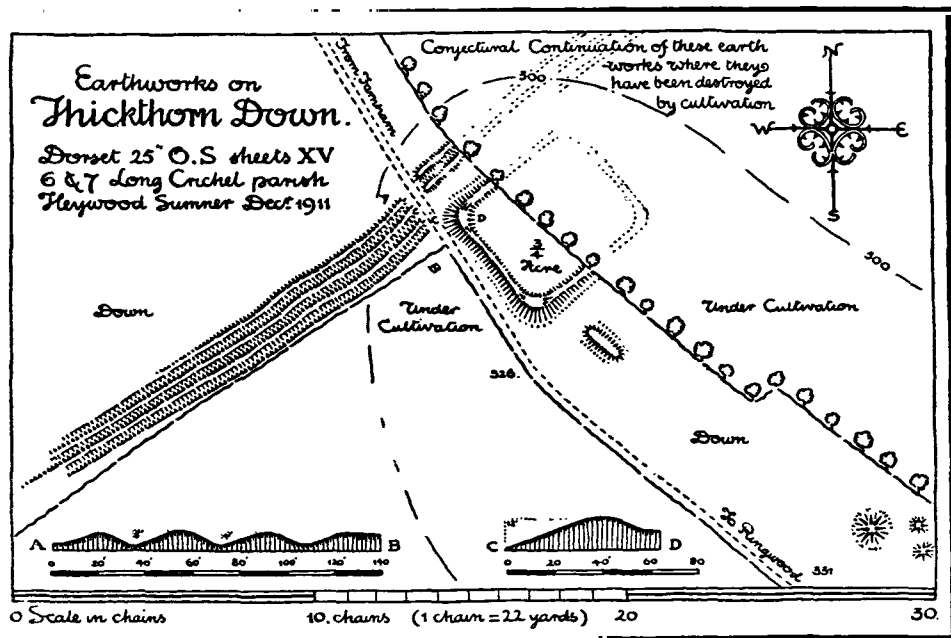 Earthworks on
Thickthorn Down.
Dorset 25" O.S sheets XV
6 & 7 Long Crichel parish
Heywood Sumner Decr. 1911
From Farnham
Conjectural Continuation of these earth
works where they
have been destroyed
by cultivation
300
N
W E
S
D
3/4
Acre
300
B
Down
Under
Cultivation
Under Cultivation
326.
Down
To Ringwood
331
A B
0 20' 40' 60' 80' 100' 120' 140
C D
0 20 40 60 80
0 Scale in chains 10. chains (1 chain = 22 yards) 20 30.